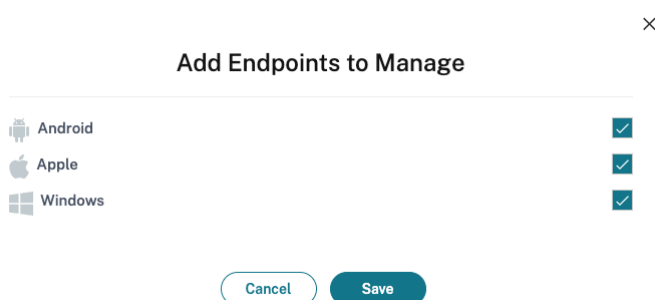 Add Endpoints to Manage
Android
Apple
Windows
Cancel Save